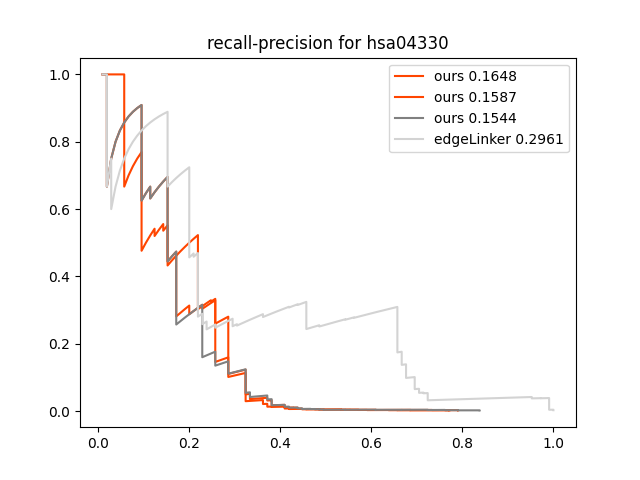 recall-precision for hsa04330
ours 0.1648
ours 0.1587
ours 0.1544
edgeLinker 0.2961
1.0
0.8
0.6
0.4
0.2
0.0
0.0 0.2 0.4 0.6 0.8 1.0